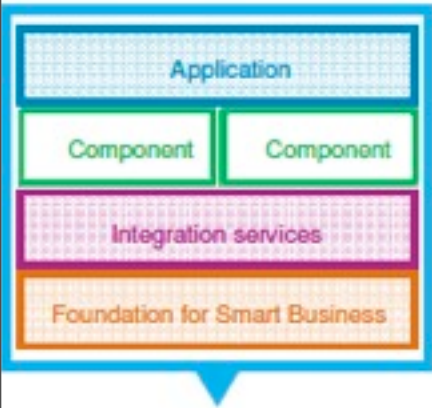 Application
Component Component
Integration services
Foundation for Smart Business